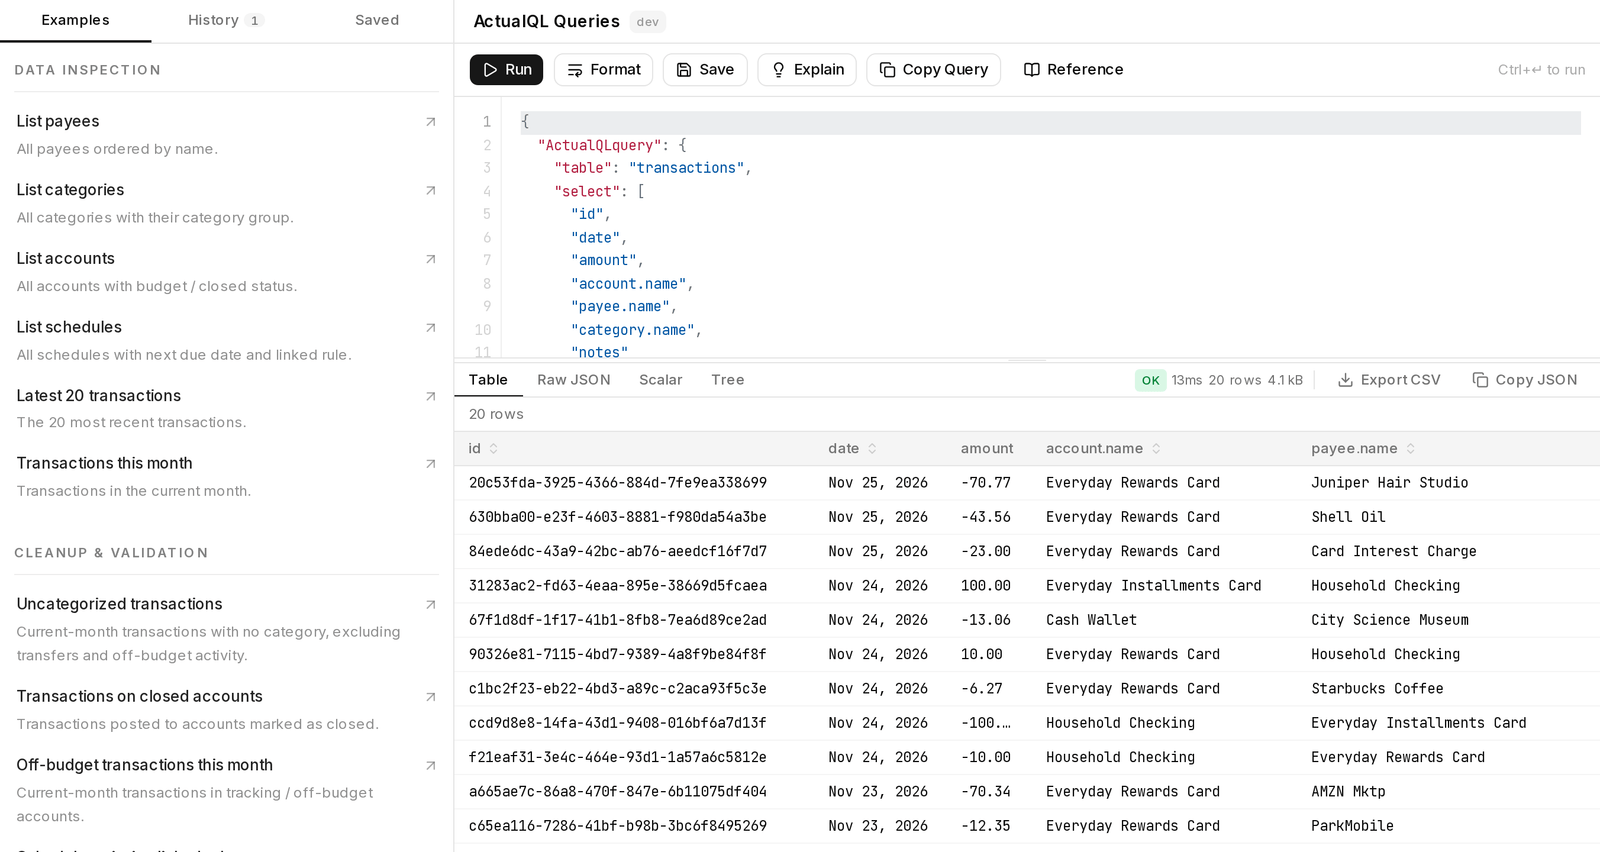 Examples
History 1
Saved
ActualQL Queries dev
Run
Format
Save
Explain
Copy Query
Reference
Ctrl+↵ to run
DATA INSPECTION
List payees
All payees ordered by name.
List categories
All categories with their category group.
List accounts
All accounts with budget / closed status.
List schedules
All schedules with next due date and linked rule.
Latest 20 transactions
The 20 most recent transactions.
Transactions this month
Transactions in the current month.
CLEANUP & VALIDATION
Uncategorized transactions
Current-month transactions with no category, excluding
transfers and off-budget activity.
Transactions on closed accounts
Transactions posted to accounts marked as closed.
Off-budget transactions this month
Current-month transactions in tracking / off-budget
accounts.
1 {
2 "ActualQLquery": {
3 "table": "transactions",
4 "select": [
5 "id",
6 "date",
7 "amount",
8 "account.name",
9 "payee.name",
10 "category.name",
11 "notes"
Table
Raw JSON
Scalar
Tree
OK 13ms 20 rows 4.1 kB
Export CSV
Copy JSON
20 rows
id date amount account.name payee.name
20c53fda-3925-4366-884d-7fe9ea338699 Nov 25, 2026 -70.77 Everyday Rewards Card Juniper Hair Studio
630bba00-e23f-4603-8881-f980da54a3be Nov 25, 2026 -43.56 Everyday Rewards Card Shell Oil
84ede6dc-43a9-42bc-ab76-aeedcf16f7d7 Nov 25, 2026 -23.00 Everyday Rewards Card Card Interest Charge
31283ac2-fd63-4eaa-895e-38669d5fcaea Nov 24, 2026 100.00 Everyday Installments Card Household Checking
67f1d8df-1f17-41b1-8fb8-7ea6d89ce2ad Nov 24, 2026 -13.06 Cash Wallet City Science Museum
90326e81-7115-4bd7-9389-4a8f9be84f8f Nov 24, 2026 10.00 Everyday Rewards Card Household Checking
c1bc2f23-eb22-4bd3-a89c-c2aca93f5c3e Nov 24, 2026 -6.27 Everyday Rewards Card Starbucks Coffee
ccd9d8e8-14fa-43d1-9408-016bf6a7d13f Nov 24, 2026 -100.… Household Checking Everyday Installments Card
f21eaf31-3e4c-464e-93d1-1a57a6c5812e Nov 24, 2026 -10.00 Household Checking Everyday Rewards Card
a665ae7c-86a8-470f-847e-6b11075df404 Nov 23, 2026 -70.34 Everyday Rewards Card AMZN Mktp
c65ea116-7286-41bf-b98b-3bc6f8495269 Nov 23, 2026 -12.35 Everyday Rewards Card ParkMobile